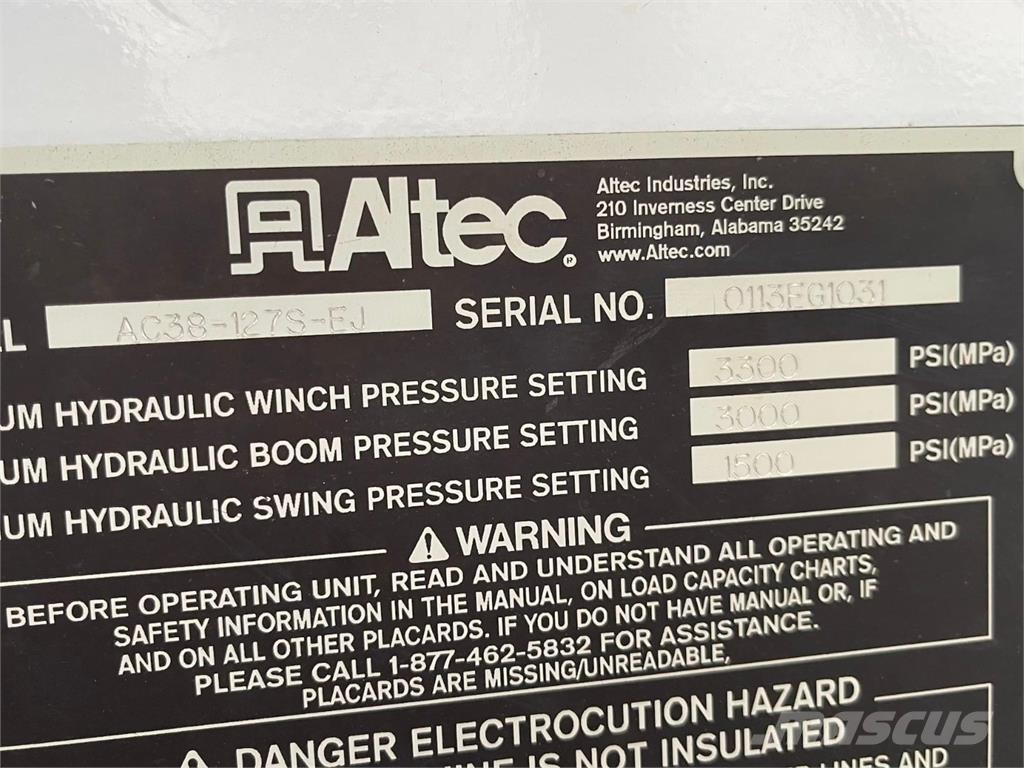 Altec®
Altec Industries, Inc.
210 Inverness Center Drive
Birmingham, Alabama 35242
www.Altec.com
AC38-127S-EJ SERIAL NO. 0113EG1031
UM HYDRAULIC WINCH PRESSURE SETTING 3300 PSI(MPa)
UM HYDRAULIC BOOM PRESSURE SETTING 3000 PSI(MPa)
UM HYDRAULIC SWING PRESSURE SETTING 1500 PSI(MPa)
WARNING
BEFORE OPERATING UNIT, READ AND UNDERSTAND ALL OPERATING AND
SAFETY INFORMATION IN THE MANUAL, ON LOAD CAPACITY CHARTS,
AND ON ALL OTHER PLACARDS. IF YOU DO NOT HAVE MANUAL OR, IF
PLEASE CALL 1-877-462-5832 FOR ASSISTANCE.
PLACARDS ARE MISSING/UNREADABLE,
DANGER ELECTROCUTION HAZARD
IS NOT INSULATED
LINES AND
Mascus